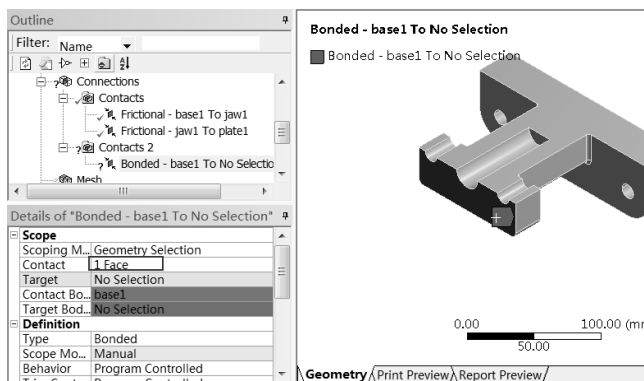 Outline
Filter: Name
Connections
Contacts
Frictional - base1 To jaw1
Frictional - jaw1 To plate1
Contacts 2
Bonded - base1 To No Selectio
Mesh
Details of "Bonded - base1 To No Selection"
Scope
Scoping M... Geometry Selection
Contact 1 Face
Target No Selection
Contact Bo... base1
Target Bod... No Selection
Definition
Type Bonded
Scope Mo... Manual
Behavior Program Controlled
Bonded - base1 To No Selection
Bonded - base1 To No Selection
0.00 100.00 (mm
50.00
Geometry Print Preview Report Preview